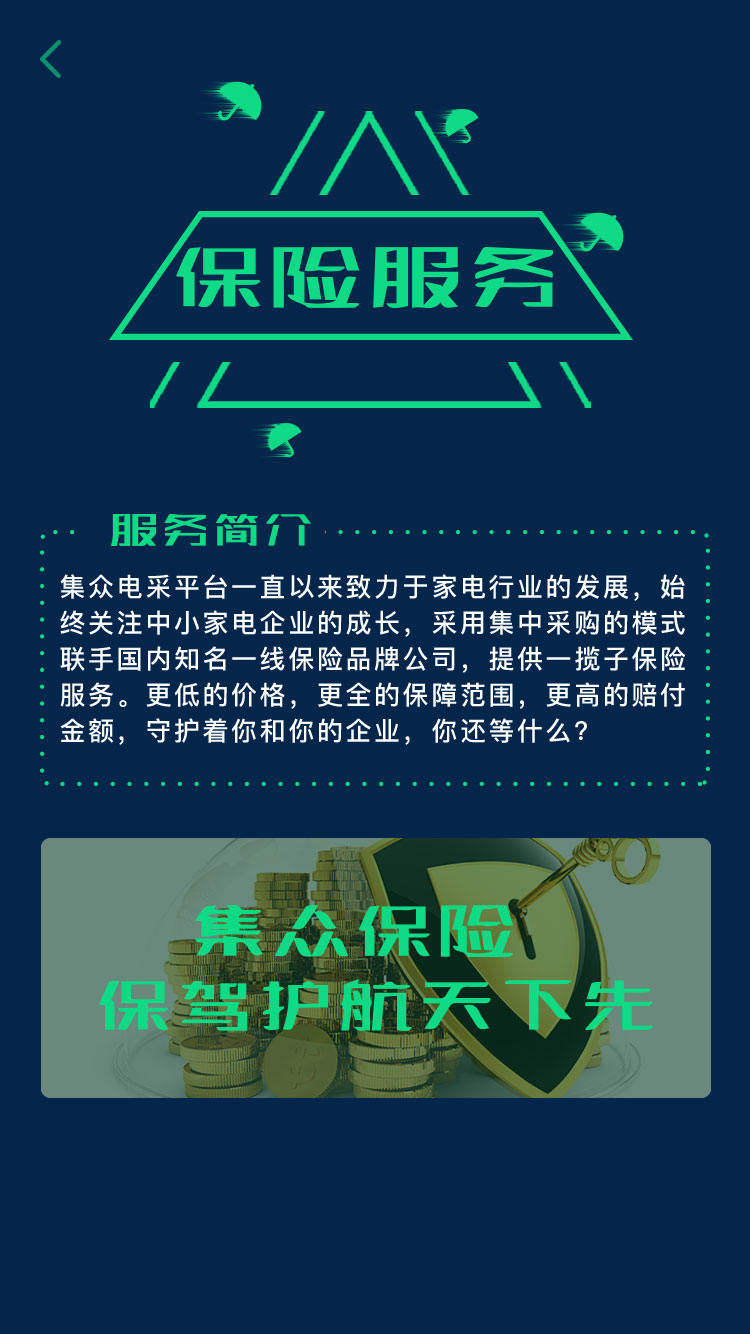 保险服务
服务简介
集众电采平台一直以来致力于家电行业的发展，始
终关注中小家电企业的成长，采用集中采购的模式
联手国内知名一线保险品牌公司，提供一揽子保险
服务。更低的价格，更全的保障范围，更高的赔付
金额，守护着你和你的企业，你还等什么？
集众保险
保驾护航天下先